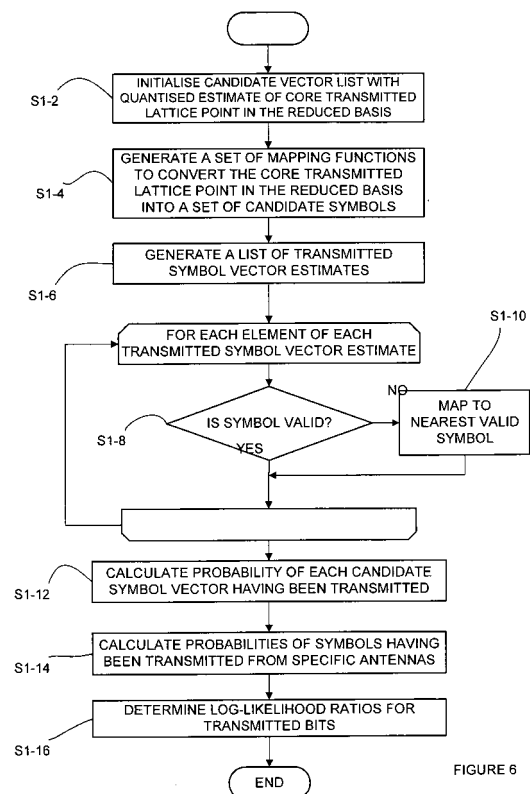 S1-2
INITIALISE CANDIDATE VECTOR LIST WITH
QUANTISED ESTIMATE OF CORE TRANSMITTED
LATTICE POINT IN THE REDUCED BASIS
S1-4
GENERATE A SET OF MAPPING FUNCTIONS
TO CONVERT THE CORE TRANSMITTED
LATTICE POINT IN THE REDUCED BASIS
INTO A SET OF CANDIDATE SYMBOLS
S1-6
GENERATE A LIST OF TRANSMITTED
SYMBOL VECTOR ESTIMATES
FOR EACH ELEMENT OF EACH
TRANSMITTED SYMBOL VECTOR ESTIMATE
S1-8
IS SYMBOL VALID?
YES
NO
S1-10
MAP TO
NEAREST VALID
SYMBOL
S1-12
CALCULATE PROBABILITY OF EACH CANDIDATE
SYMBOL VECTOR HAVING BEEN TRANSMITTED
S1-14
CALCULATE PROBABILITIES OF SYMBOLS HAVING
BEEN TRANSMITTED FROM SPECIFIC ANTENNAS
S1-16
DETERMINE LOG-LIKELIHOOD RATIOS FOR
TRANSMITTED BITS
END
FIGURE 6